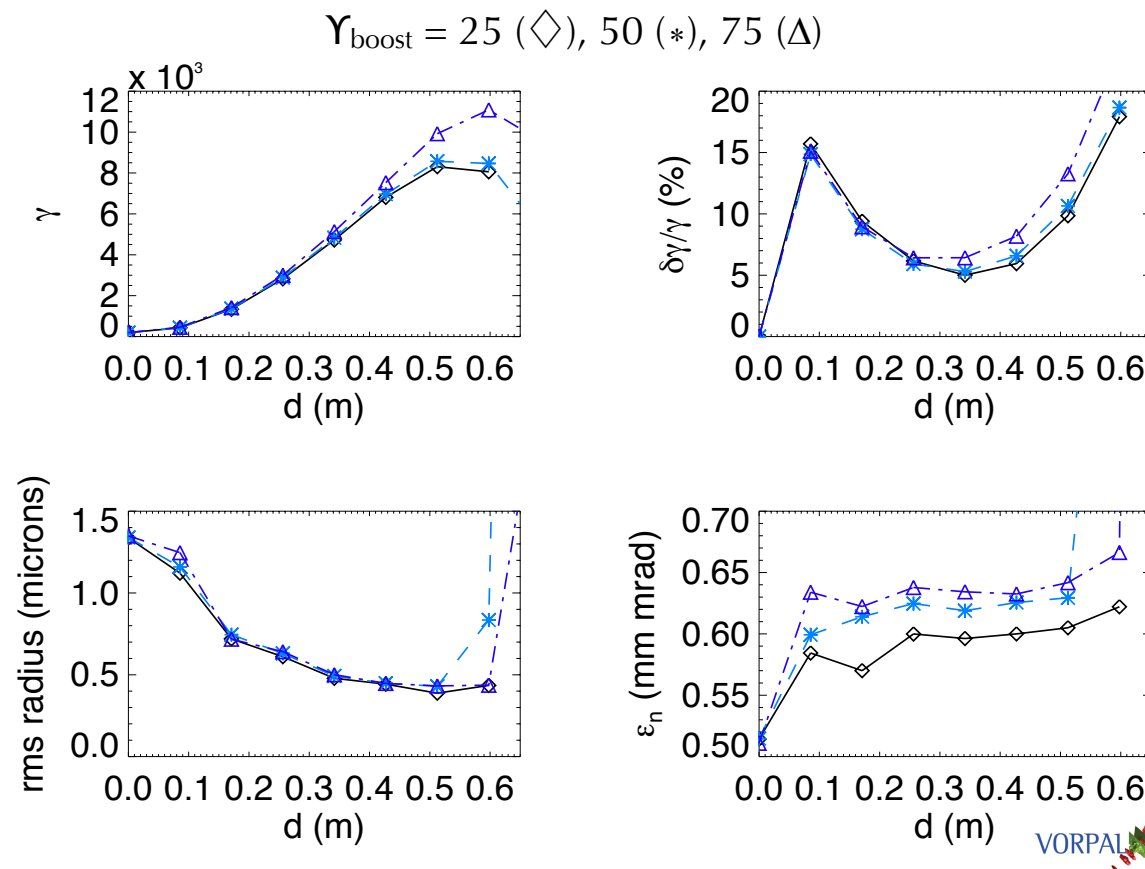 ϒboost = 25 (◇), 50 (*), 75 (Δ)
x 10³
12
10
8
6
4
2
0
γ
0.0 0.1 0.2 0.3 0.4 0.5 0.6
d (m)
20
15
10
5
0
δγ/γ (%)
0.0 0.1 0.2 0.3 0.4 0.5 0.6
d (m)
1.5
1.0
0.5
0.0
rms radius (microns)
0.0 0.1 0.2 0.3 0.4 0.5 0.6
d (m)
0.70
0.65
0.60
0.55
0.50
εn (mm mrad)
0.0 0.1 0.2 0.3 0.4 0.5 0.6
d (m)
VORPAL